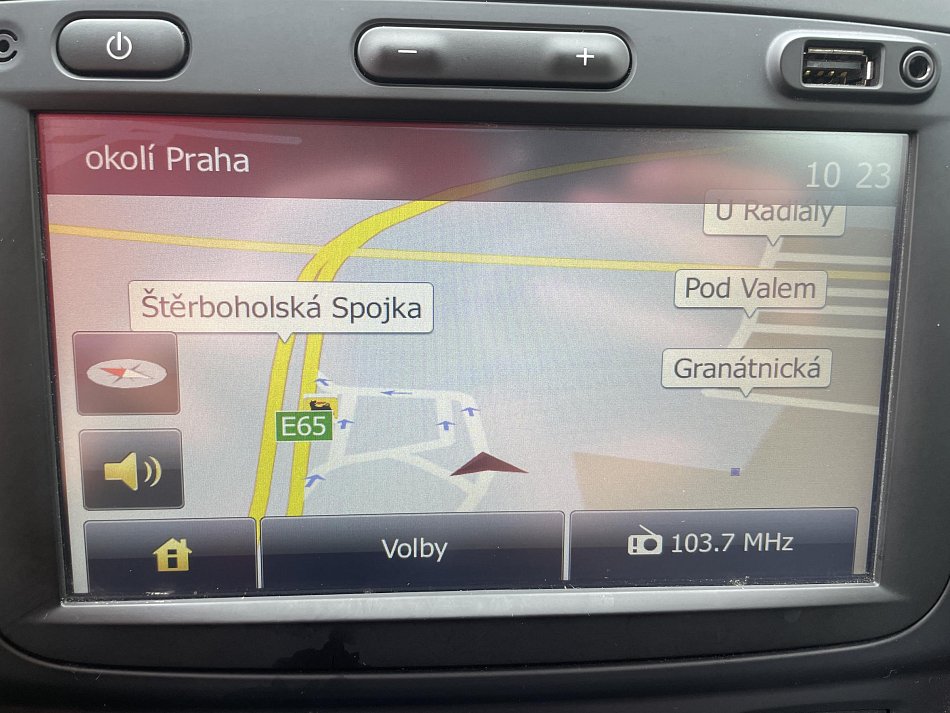 okolí Praha
10 23
U Radiály
Pod Valem
Štěrboholská Spojka
Granátnická
E65
Volby
103.7 MHz